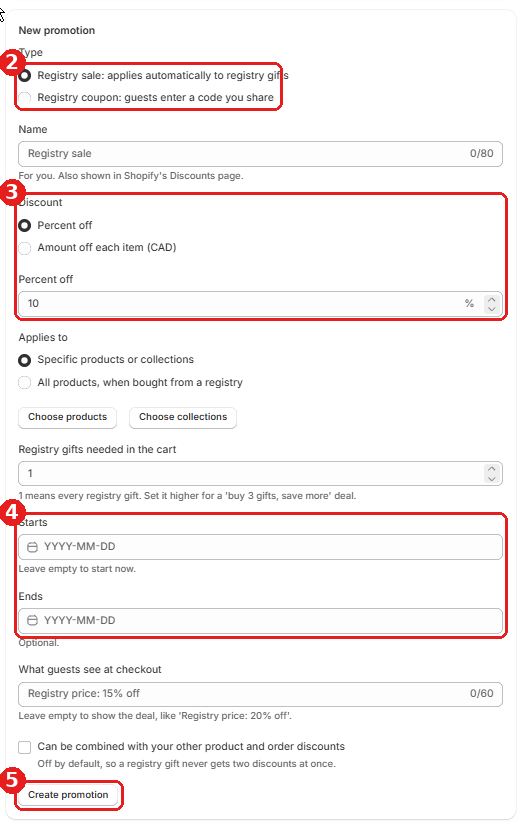 New promotion
Type
2
Registry sale: applies automatically to registry gifts
Registry coupon: guests enter a code you share
Name
Registry sale 0/80
For you. Also shown in Shopify's Discounts page.
3
Discount
Percent off
Amount off each item (CAD)
Percent off
10 %
Applies to
Specific products or collections
All products, when bought from a registry
Choose products Choose collections
Registry gifts needed in the cart
1
1 means every registry gift. Set it higher for a 'buy 3 gifts, save more' deal.
4
Starts
YYYY-MM-DD
Leave empty to start now.
Ends
YYYY-MM-DD
Optional.
What guests see at checkout
Registry price: 15% off 0/60
Leave empty to show the deal, like 'Registry price: 20% off'.
Can be combined with your other product and order discounts
Off by default, so a registry gift never gets two discounts at once.
5
Create promotion